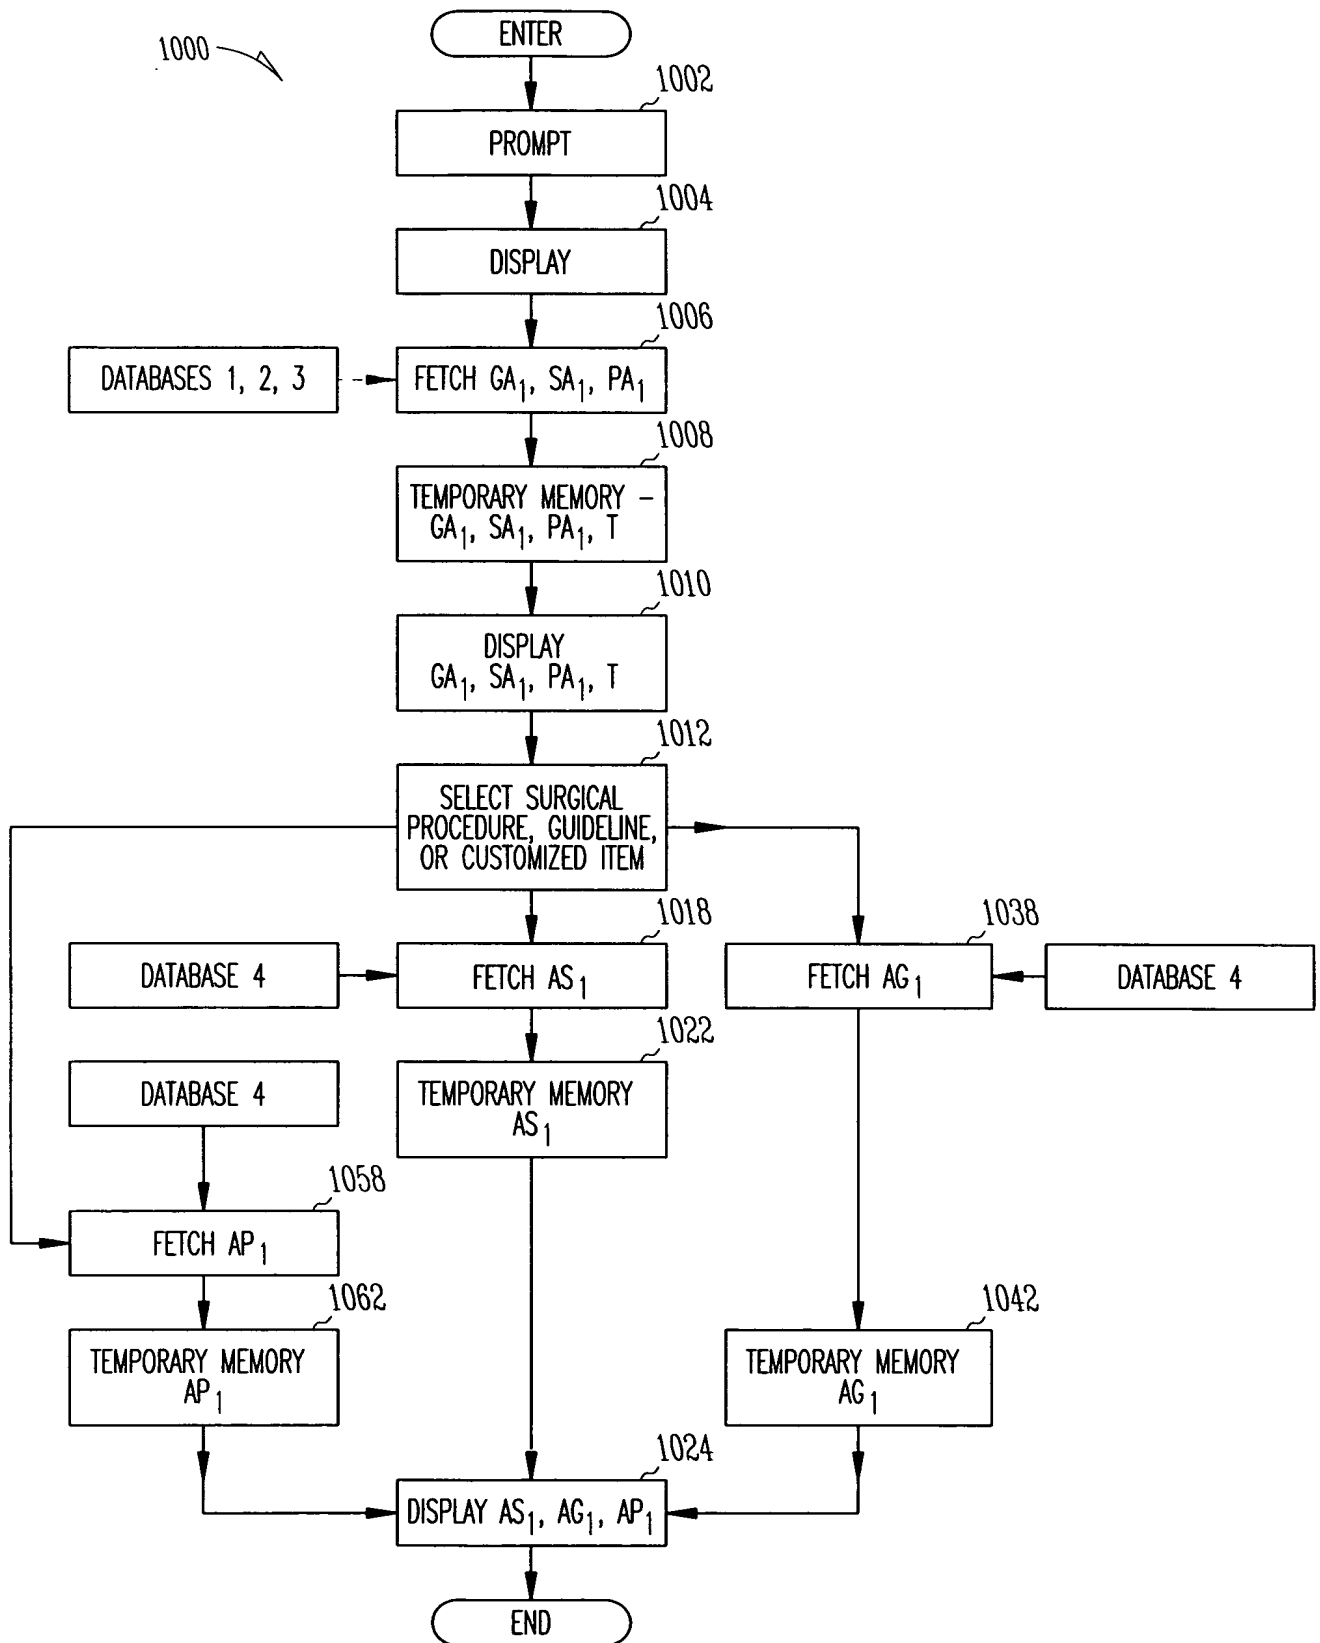 1000
ENTER
1002
PROMPT
1004
DISPLAY
1006
DATABASES 1, 2, 3
FETCH GA₁, SA₁, PA₁
1008
TEMPORARY MEMORY –
GA₁, SA₁, PA₁, T
1010
DISPLAY
GA₁, SA₁, PA₁, T
1012
SELECT SURGICAL
PROCEDURE, GUIDELINE,
OR CUSTOMIZED ITEM
1018
1038
DATABASE 4
FETCH AS₁
FETCH AG₁
DATABASE 4
1022
DATABASE 4
TEMPORARY MEMORY
AS₁
1058
FETCH AP₁
1062
1042
TEMPORARY MEMORY
AP₁
TEMPORARY MEMORY
AG₁
1024
DISPLAY AS₁, AG₁, AP₁
END